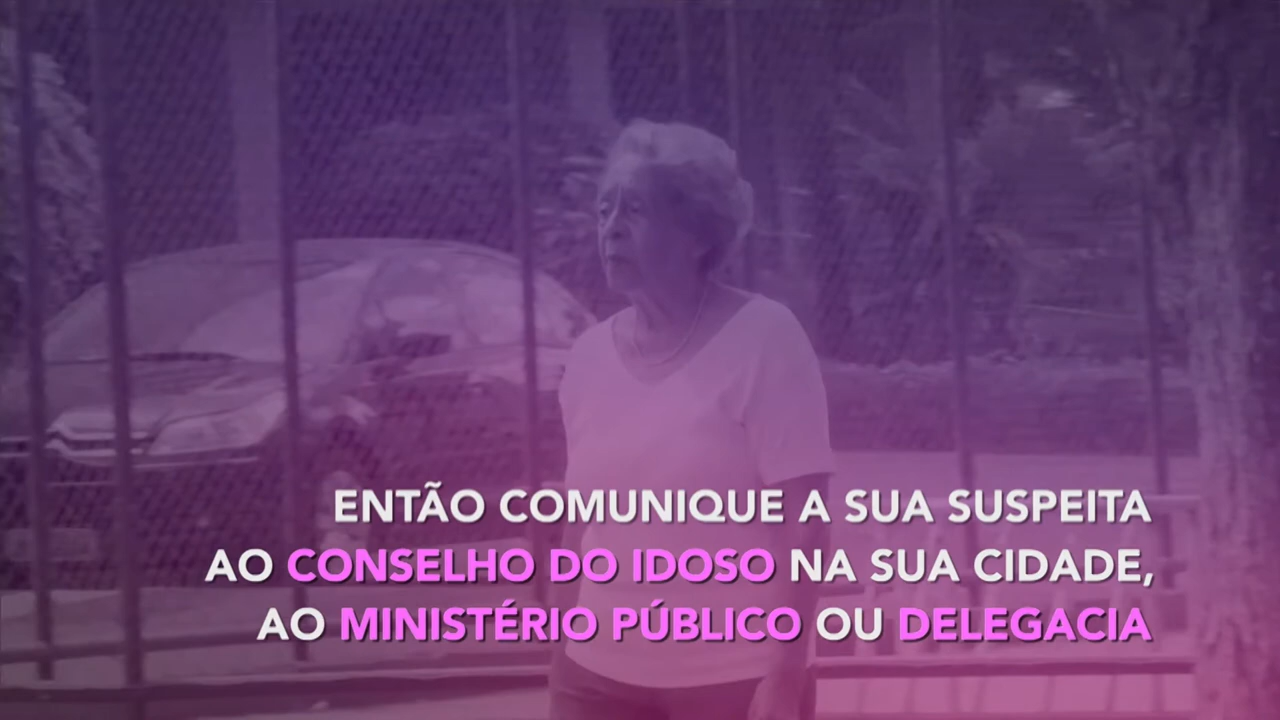 ENTÃO COMUNIQUE A SUA SUSPEITA
AO CONSELHO DO IDOSO NA SUA CIDADE,
AO MINISTÉRIO PÚBLICO OU DELEGACIA